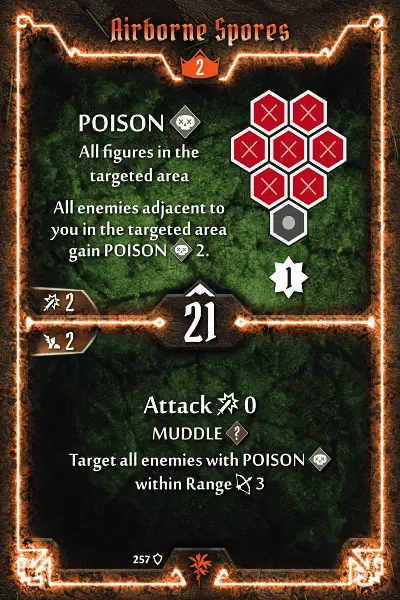 Airborne Spores
2
POISON
All figures in the
targeted area
All enemies adjacent to
you in the targeted area
gain POISON 2.
1
2
21
2
Attack 0
MUDDLE ?
Target all enemies with POISON
within Range 3
257